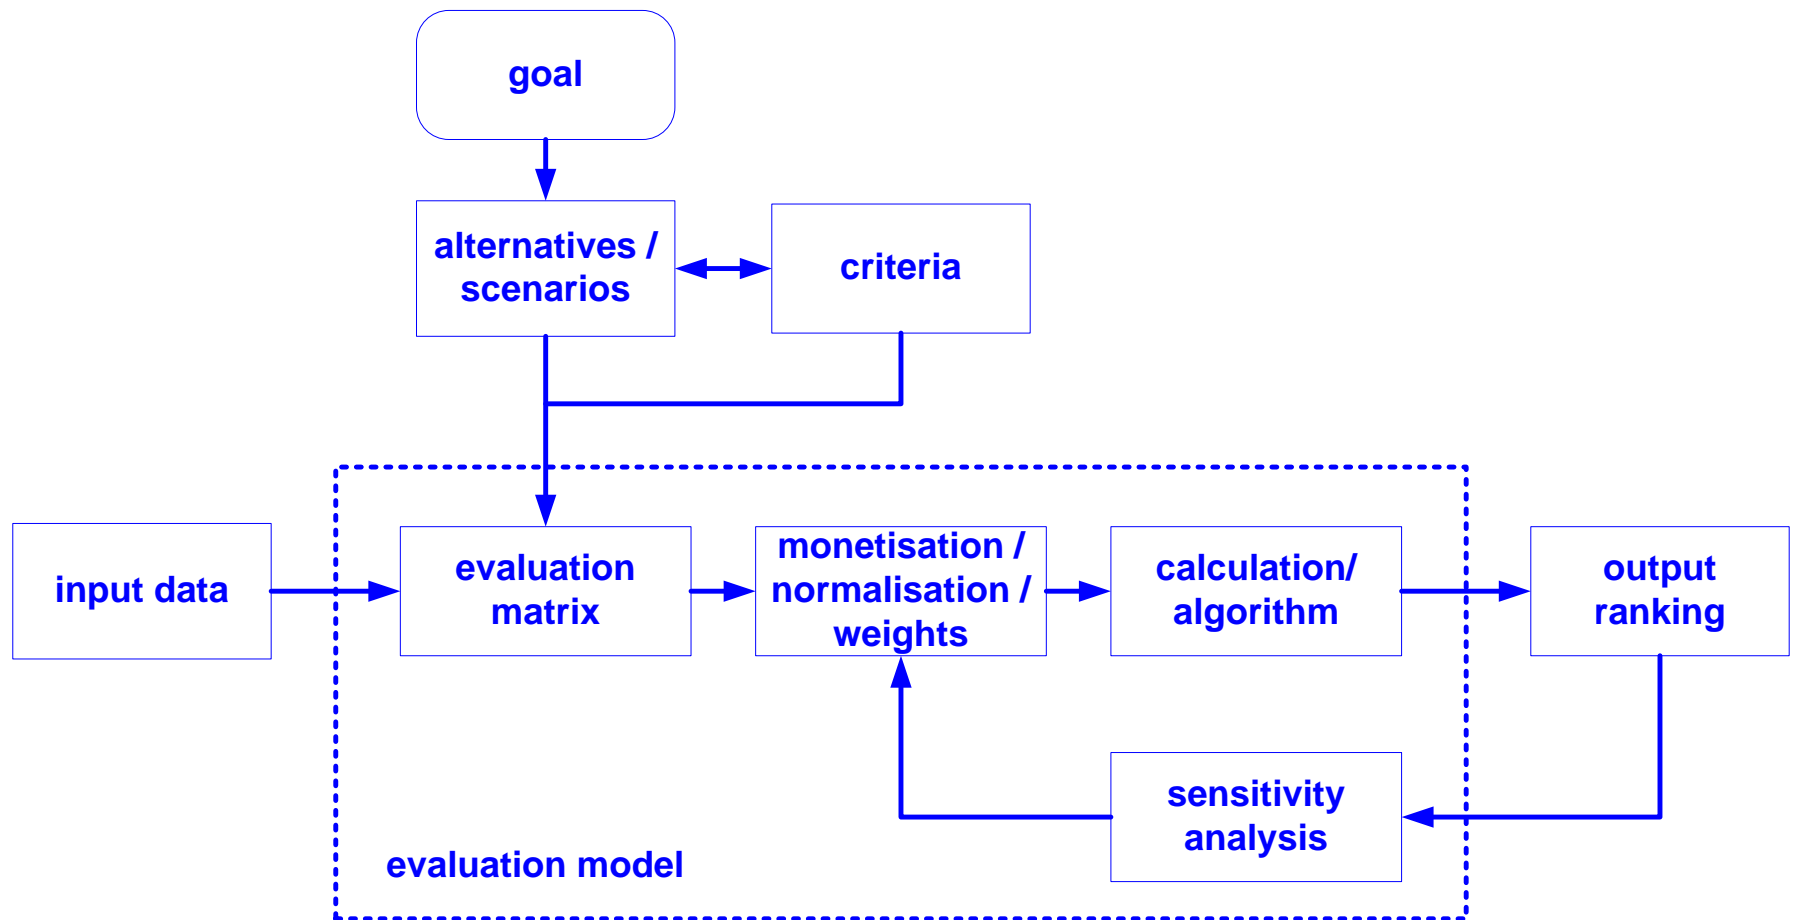 goal
alternatives /
scenarios
criteria
input data
evaluation
matrix
monetisation /
normalisation /
weights
calculation/
algorithm
output
ranking
sensitivity
analysis
evaluation model